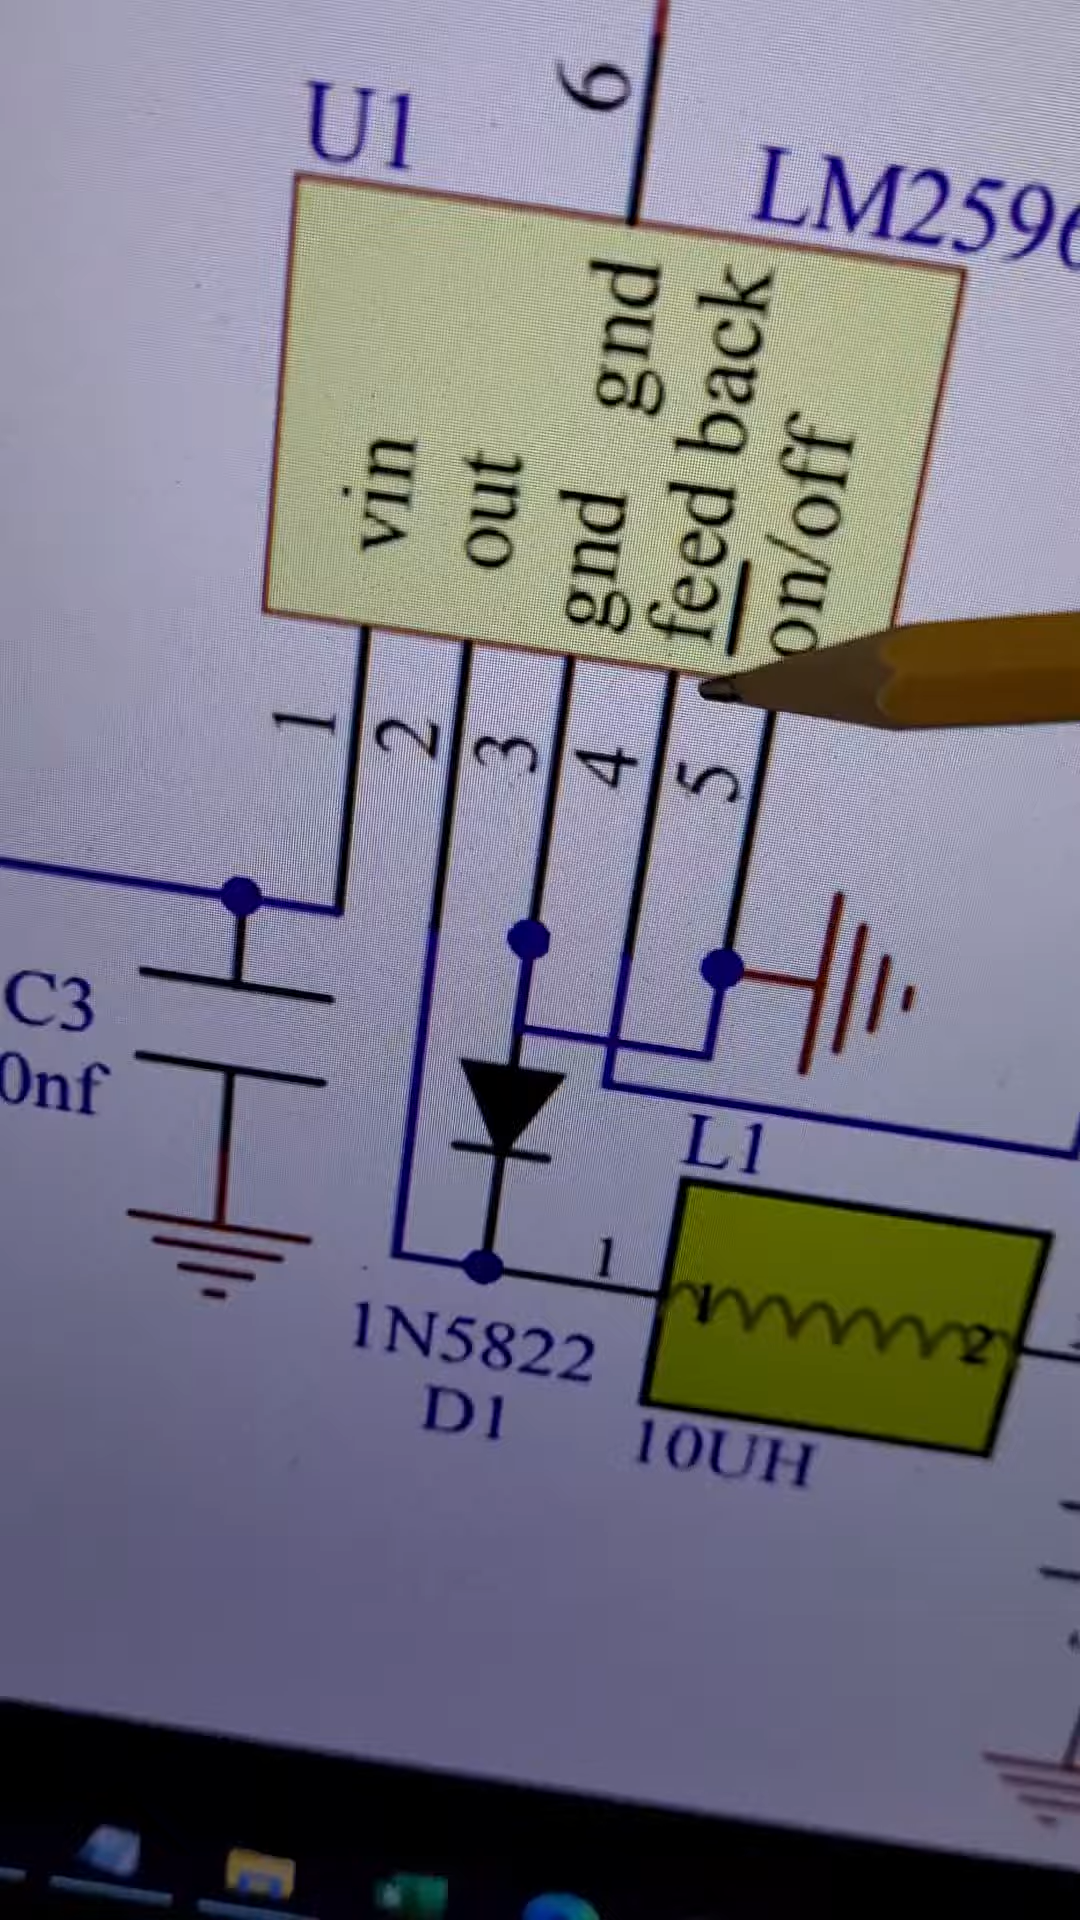 6
U1
LM2596
gnd
vin
out
gnd
feed back
on/off
1
2
3
4
5
C3
0nf
L1
1
1
2
1N5822
D1
10UH